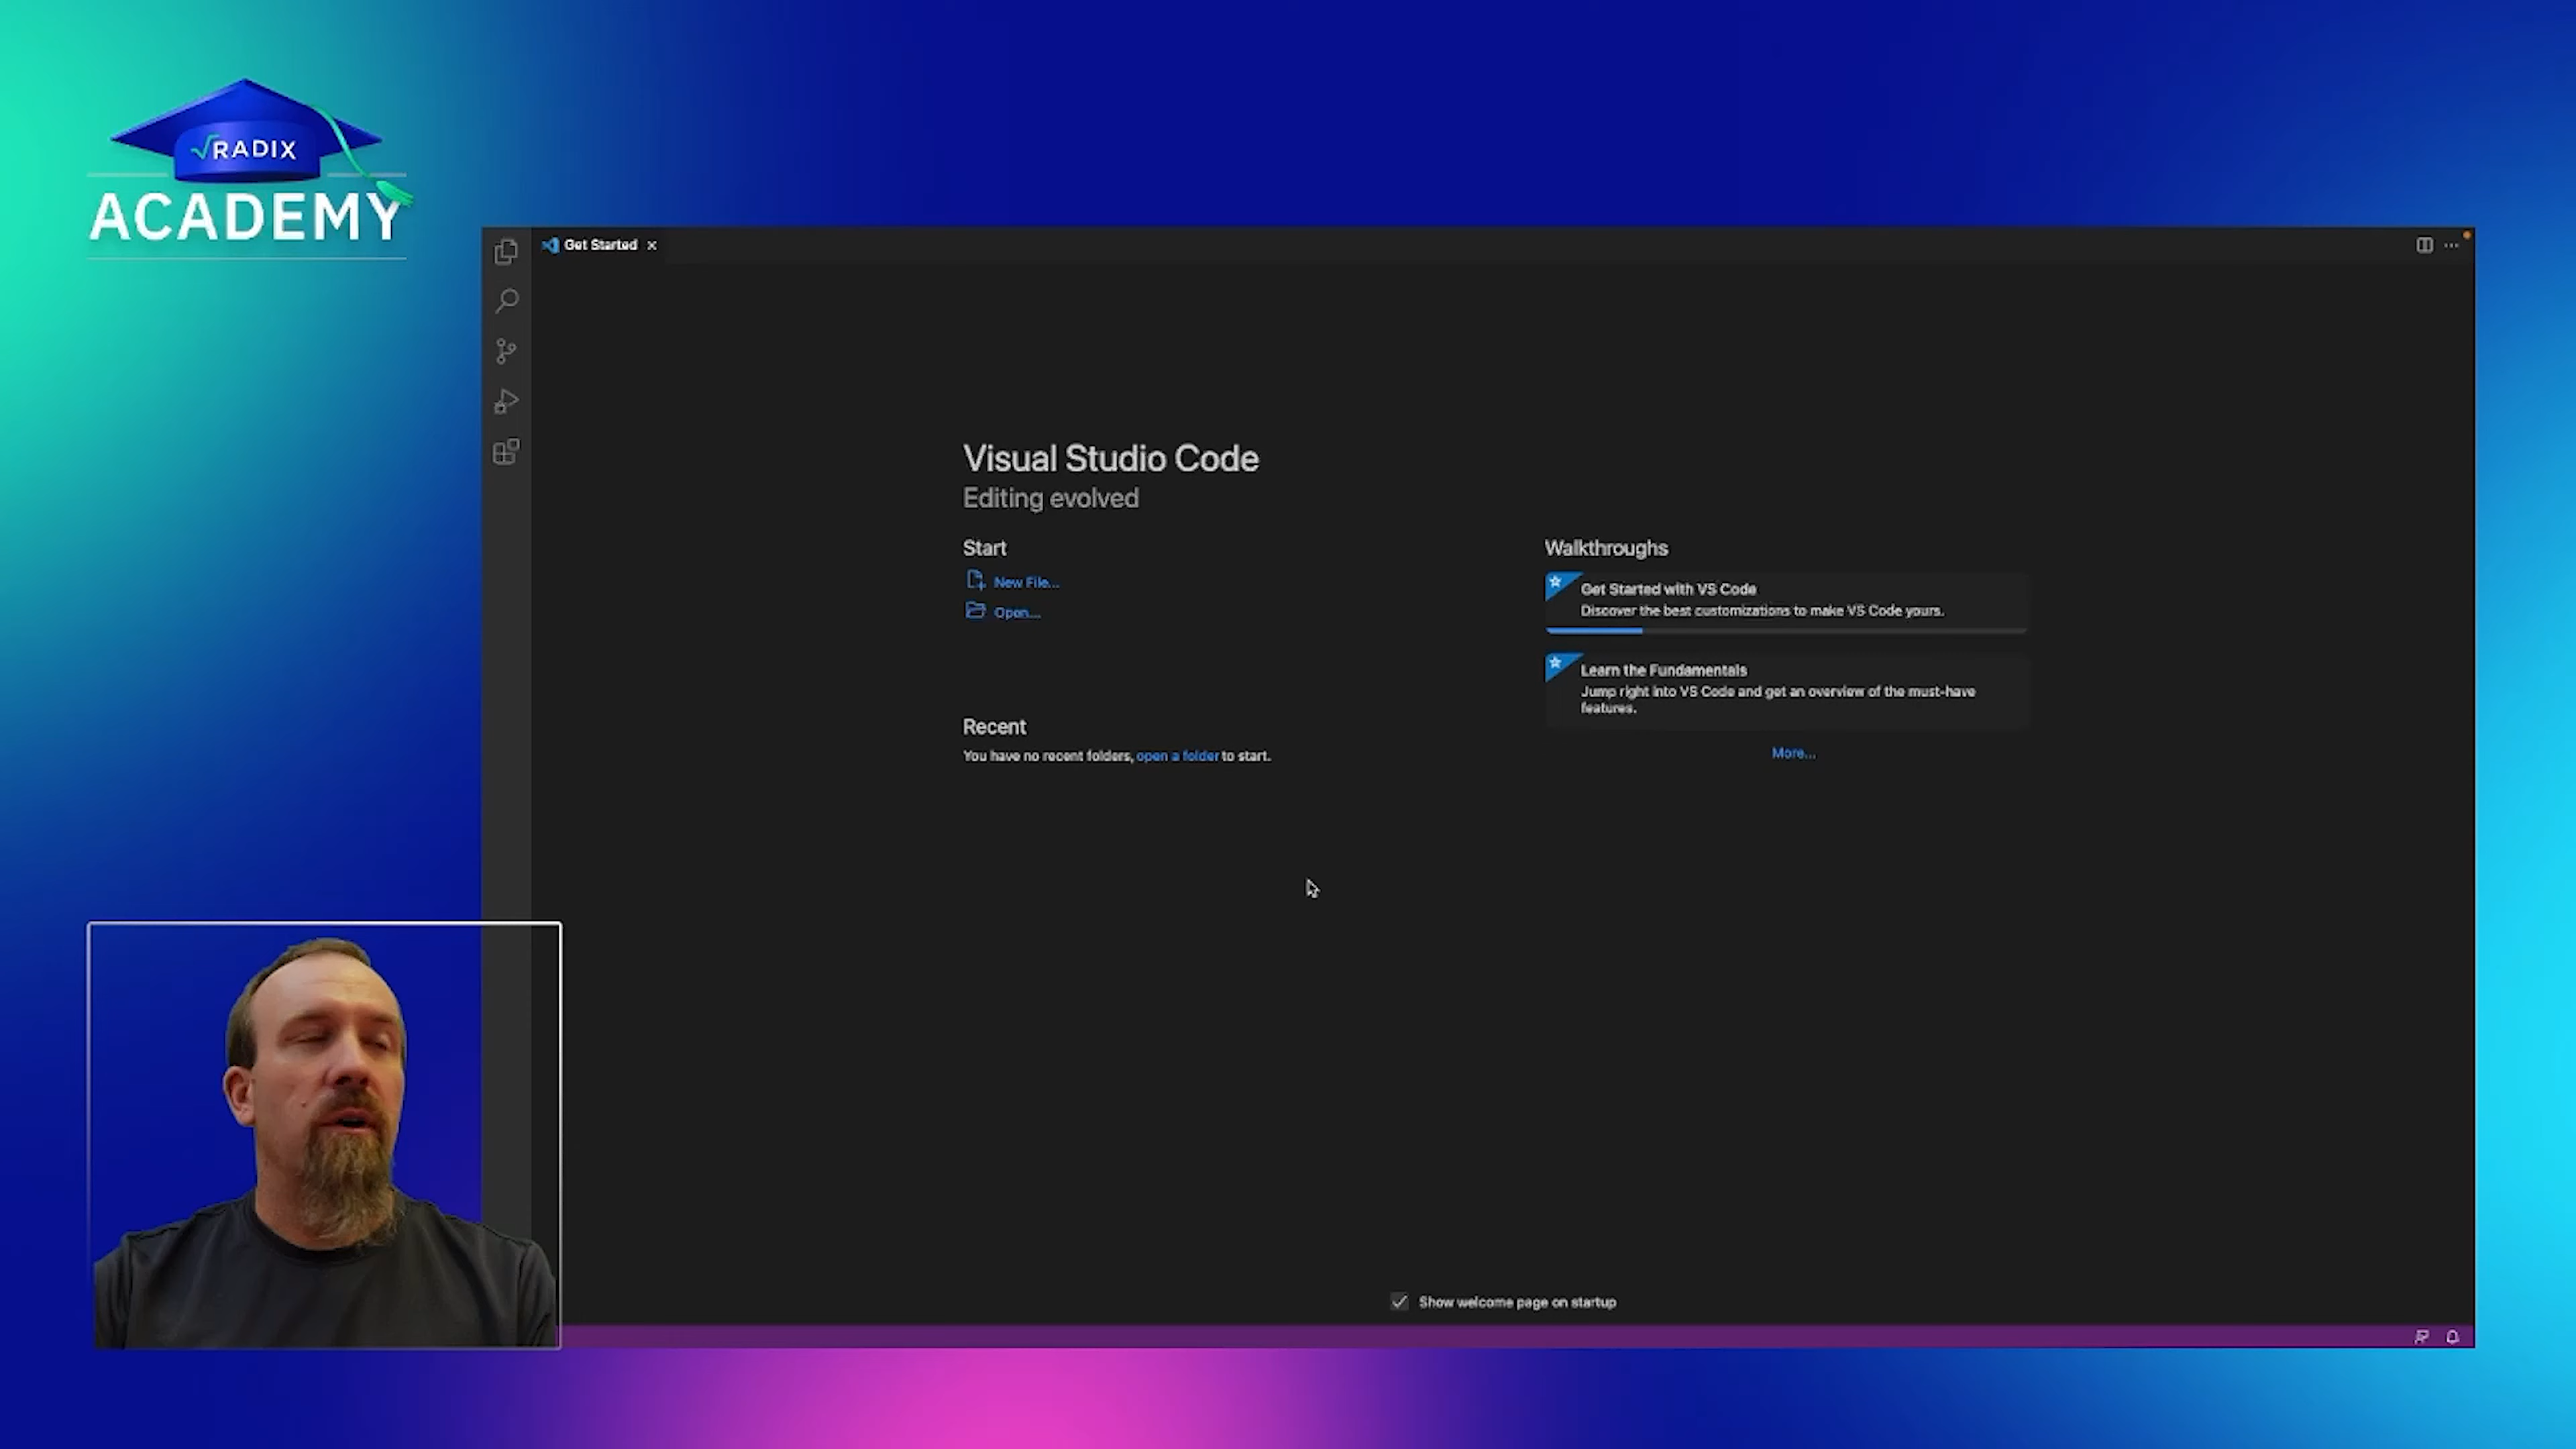 √RADIX
ACADEMY
Get Started
Visual Studio Code
Editing evolved
Start
New File...
Open...
Recent
You have no recent folders, open a folder to start.
Walkthroughs
Get Started with VS Code
Discover the best customizations to make VS Code yours.
Learn the Fundamentals
Jump right into VS Code and get an overview of the must-have
features.
More...
Show welcome page on startup